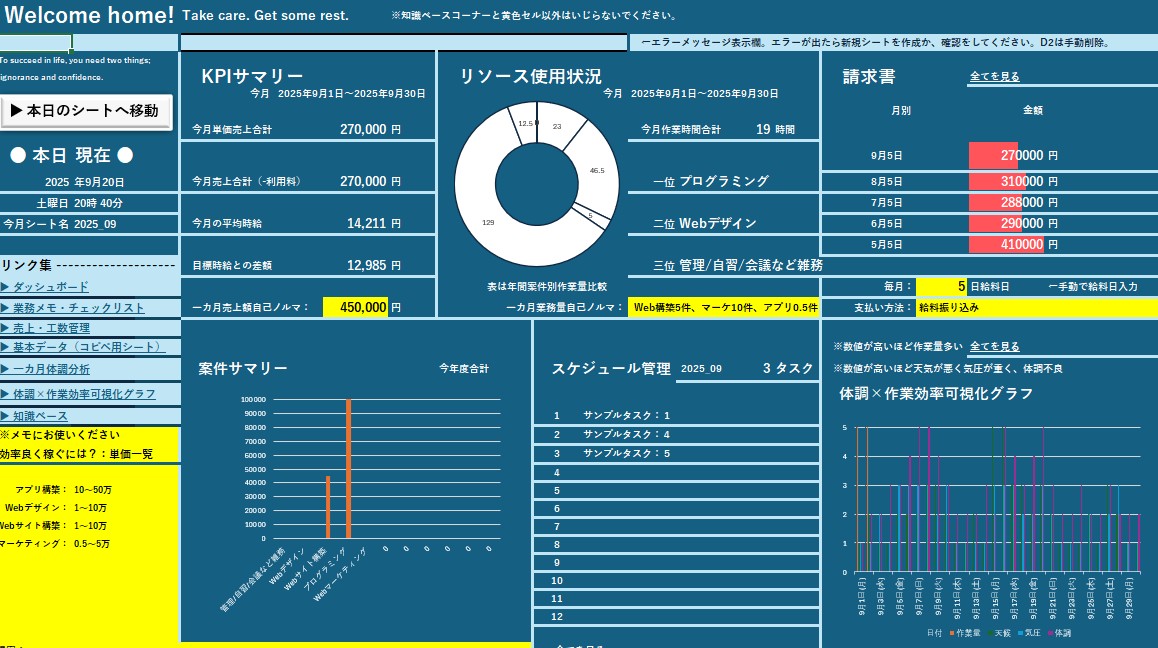 Welcome home! Take care. Get some rest. ※知識ベースコーナーと黄色セル以外はいじらないでください。
←エラーメッセージ表示欄。エラーが出たら新規シートを作成か、確認をしてください。D2は手動削除。
To succeed in life, you need two things;
ignorance and confidence.
▶ 本日のシートへ移動
● 本日 現在 ●
2025 年9月20日
土曜日 20時 40分
今月シート名 2025_09
リンク集 --------------------
▶ ダッシュボード
▶ 業務メモ・チェックリスト
▶ 売上・工数管理
▶ 基本データ（コピペ用シート）
▶ 一カ月体調分析
▶ 体調×作業効率可視化グラフ
▶ 知識ベース
※メモにお使いください
効率良く稼ぐには？：単価一覧
アプリ構築： 10～50万
Webデザイン： 1～10万
Webサイト構築： 1～10万
マーケティング： 0.5～5万
KPIサマリー
今月 2025年9月1日～2025年9月30日
今月単価売上合計 270,000 円
今月売上合計（-利用料） 270,000 円
今月の平均時給 14,211 円
目標時給との差額 12,985 円
一カ月売上額自己ノルマ： 450,000 円
リソース使用状況
今月 2025年9月1日～2025年9月30日
12.5
23
46.5
5
129
表は年間案件別作業量比較
今月作業時間合計 19 時間
一位 プログラミング
二位 Webデザイン
三位 管理/自習/会議など雑務
一カ月業務量自己ノルマ： Web構築5件、マーケ10件、アプリ0.5件
請求書 全てを見る
月別 金額
9月5日 270000 円
8月5日 310000 円
7月5日 288000 円
6月5日 290000 円
5月5日 410000 円
毎月： 5 日給料日 ←手動で給料日入力
支払い方法： 給料振り込み
案件サマリー 今年度合計
100000
90000
80000
70000
60000
50000
40000
30000
20000
10000
0
管理/自習/会議など雑務
Webデザイン
Webサイト構築
プログラミング
Webマーケティング
0
0
0
0
0
0
スケジュール管理 2025_09 3 タスク
1 サンプルタスク：1
2 サンプルタスク：4
3 サンプルタスク：5
4
5
6
7
8
9
10
11
12
※数値が高いほど作業量多い 全てを見る
※数値が高いほど天気が悪く気圧が重く、体調不良
体調×作業効率可視化グラフ
5
4
3
2
1
0
9月1日(月)
9月3日(水)
9月5日(金)
9月7日(日)
9月9日(火)
9月11日(木)
9月13日(土)
9月15日(月)
9月17日(水)
9月19日(金)
9月21日(日)
9月23日(火)
9月25日(木)
9月27日(土)
9月29日(月)
日付 作業量 天候 気圧 体調